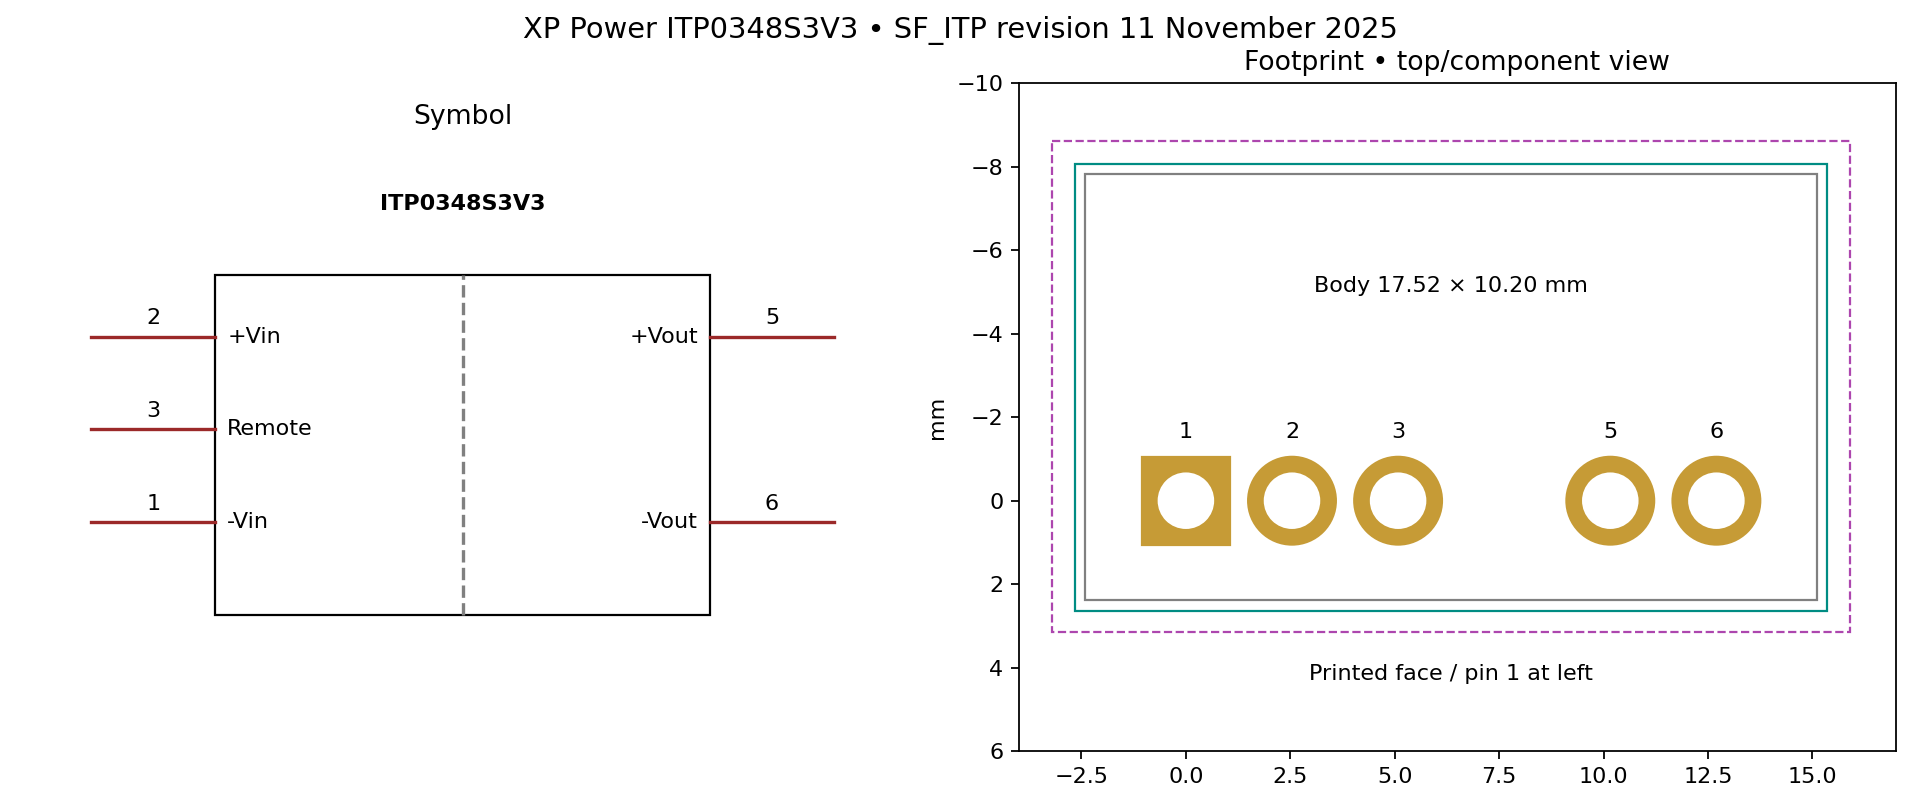 XP Power ITP0348S3V3 • SF_ITP revision 11 November 2025
Symbol
ITP0348S3V3
2
+Vin
3
Remote
1
-Vin
+Vout
5
-Vout
6
Footprint • top/component view
−10
−8
−6
−4
−2
0
2
4
6
mm
Body 17.52 × 10.20 mm
1 2 3 5 6
Printed face / pin 1 at left
−2.5 0.0 2.5 5.0 7.5 10.0 12.5 15.0